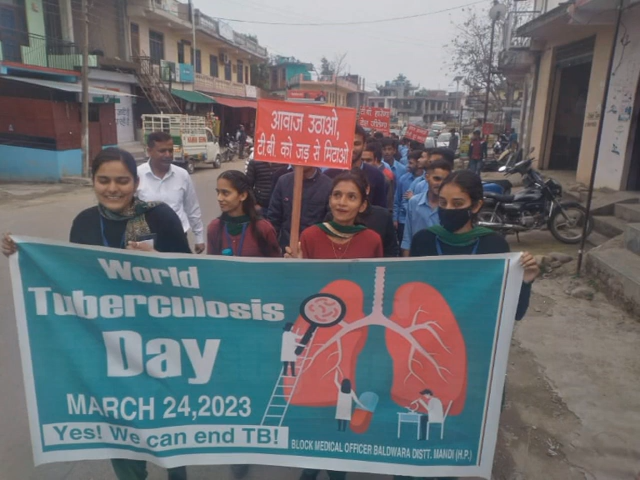 आवाज उठाओ,
टी.बी. को जड़ से मिटाओ
World
Tuberculosis
Day
MARCH 24,2023
Yes! We can end TB!
BLOCK MEDICAL OFFICER BALDWARA DISTT. MANDI (H.P.)